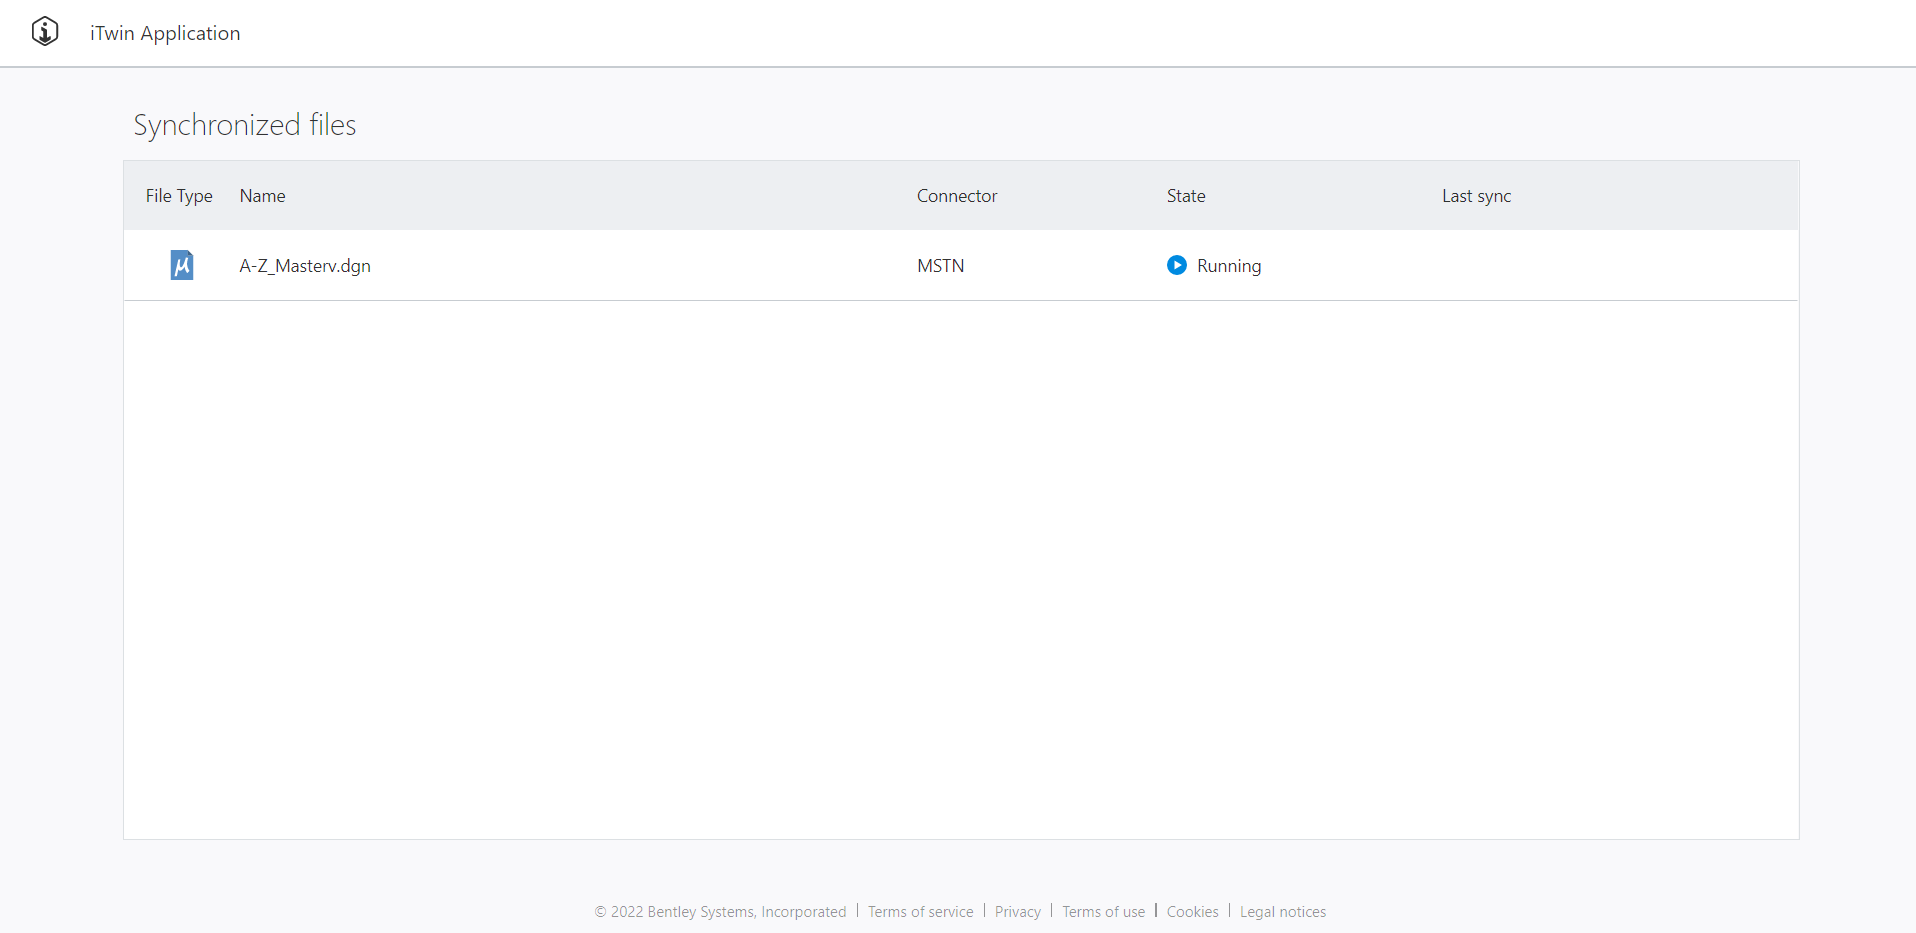 iTwin Application
Synchronized files
File Type Name Connector State Last sync
A-Z_Masterv.dgn MSTN Running
© 2022 Bentley Systems, Incorporated | Terms of service | Privacy | Terms of use | Cookies | Legal notices